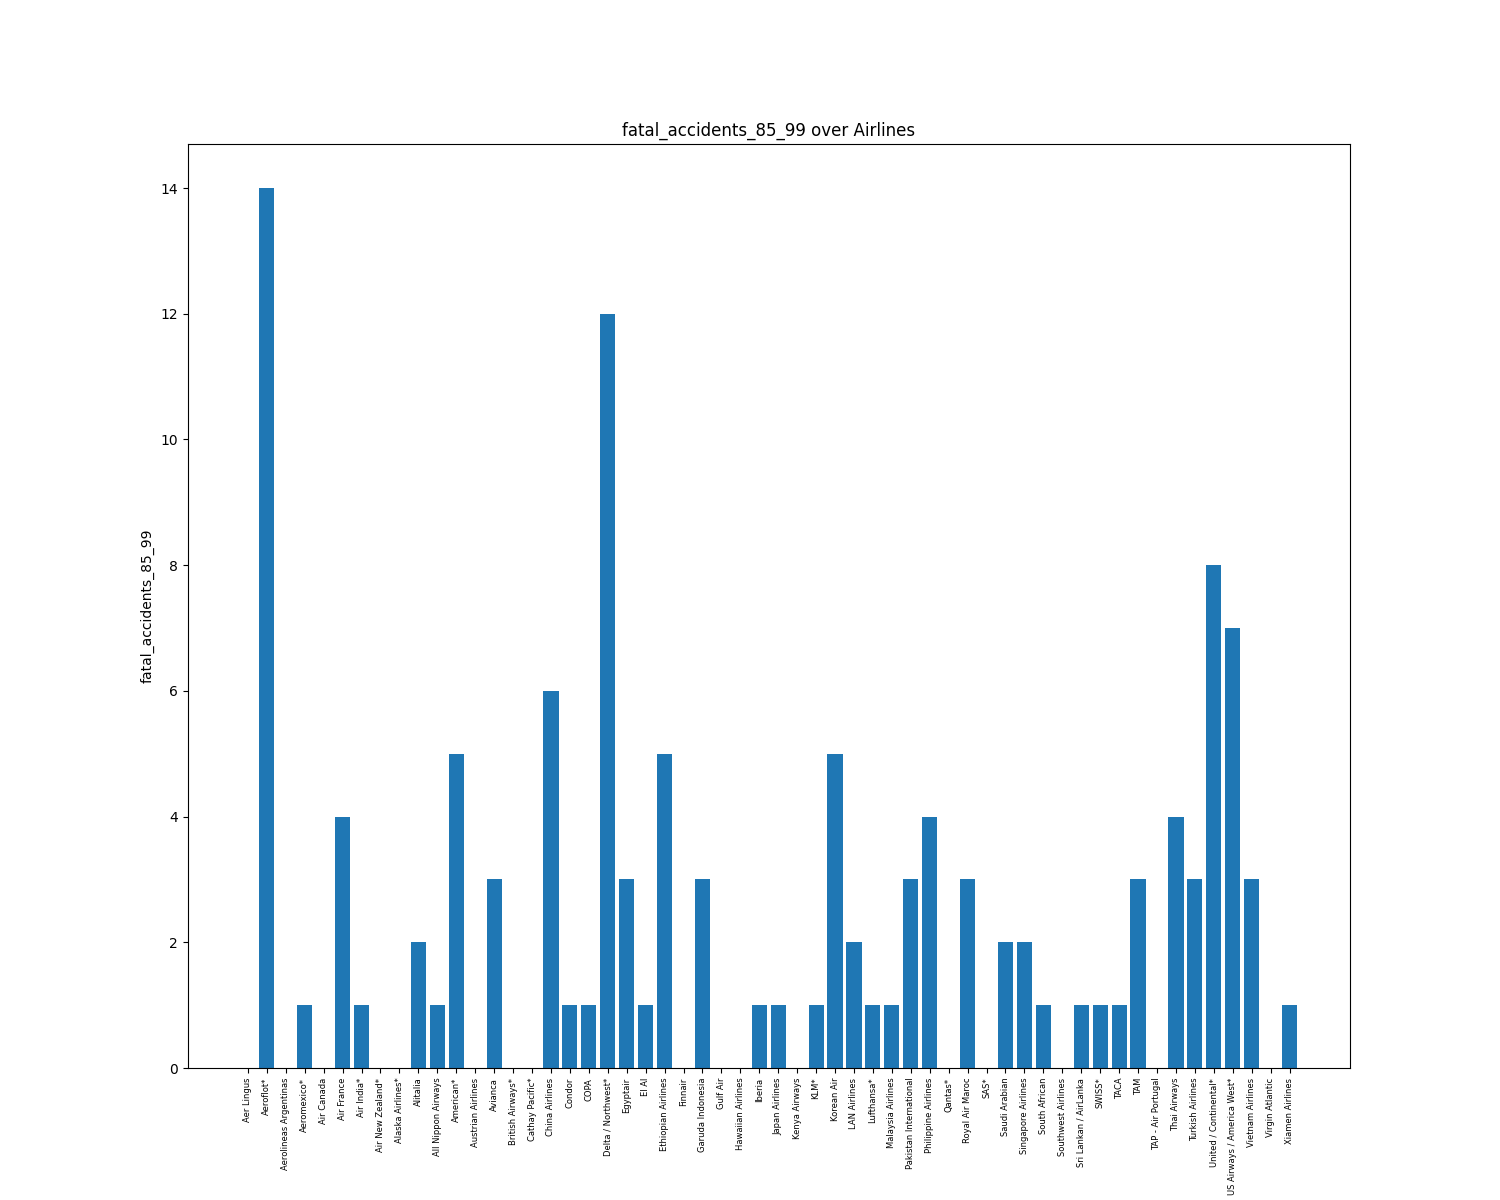 fatal_accidents_85_99 over Airlines
fatal_accidents_85_99
14
12
10
8
6
4
2
0
Aer Lingus
Aeroflot*
Aerolineas Argentinas
Aeromexico*
Air Canada
Air France
Air India*
Air New Zealand*
Alaska Airlines*
Alitalia
All Nippon Airways
American*
Austrian Airlines
Avianca
British Airways*
Cathay Pacific*
China Airlines
Condor
COPA
Delta / Northwest*
Egyptair
El Al
Ethiopian Airlines
Finnair
Garuda Indonesia
Gulf Air
Hawaiian Airlines
Iberia
Japan Airlines
Kenya Airways
KLM*
Korean Air
LAN Airlines
Lufthansa*
Malaysia Airlines
Pakistan International
Philippine Airlines
Qantas*
Royal Air Maroc
SAS*
Saudi Arabian
Singapore Airlines
South African
Southwest Airlines
Sri Lankan / AirLanka
SWISS*
TACA
TAM
TAP - Air Portugal
Thai Airways
Turkish Airlines
United / Continental*
US Airways / America West*
Vietnam Airlines
Virgin Atlantic
Xiamen Airlines